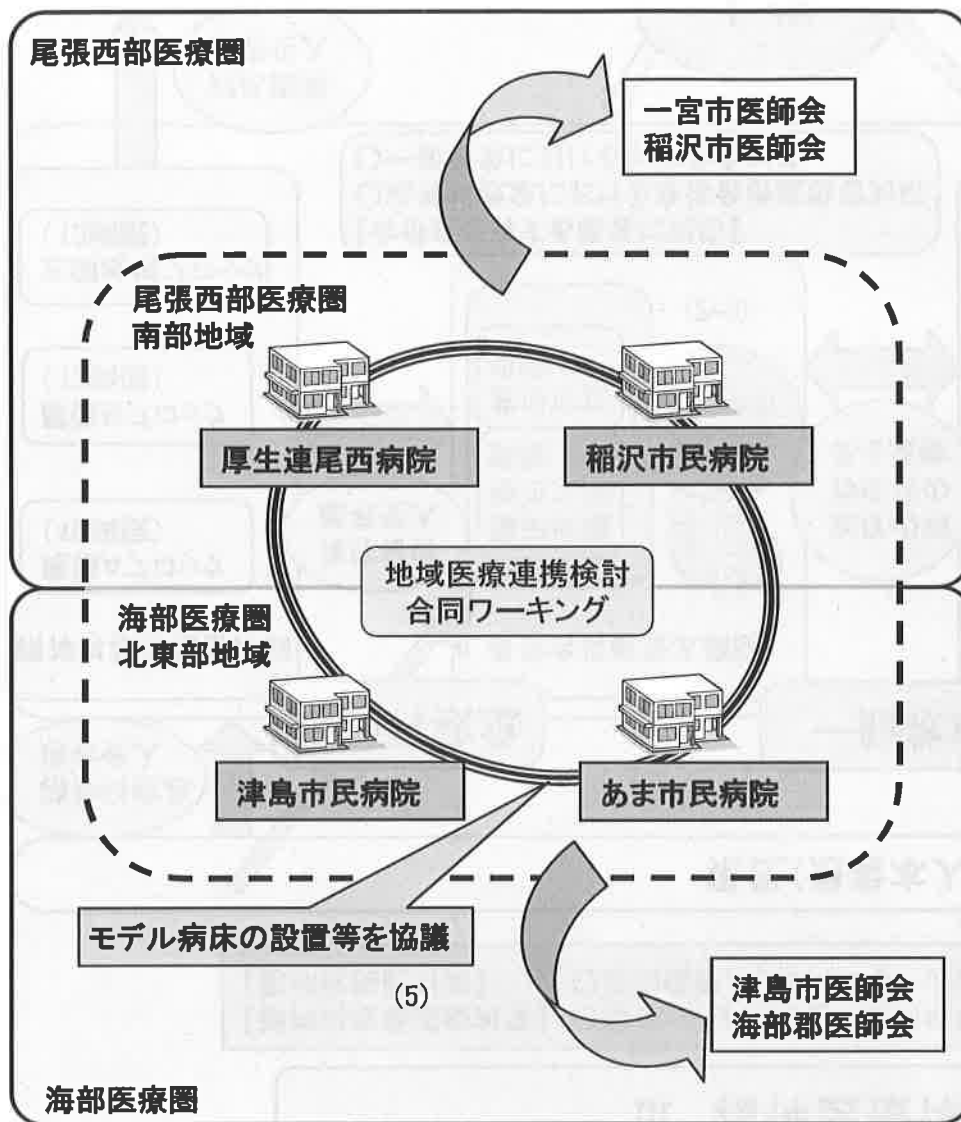 尾張西部医療圏
一宮市医師会
稲沢市医師会
尾張西部医療圏
南部地域
厚生連尾西病院
稲沢市民病院
地域医療連携検討
合同ワーキング
海部医療圏
北東部地域
津島市民病院
あま市民病院
モデル病床の設置等を協議
(5)
津島市医師会
海部郡医師会
海部医療圏